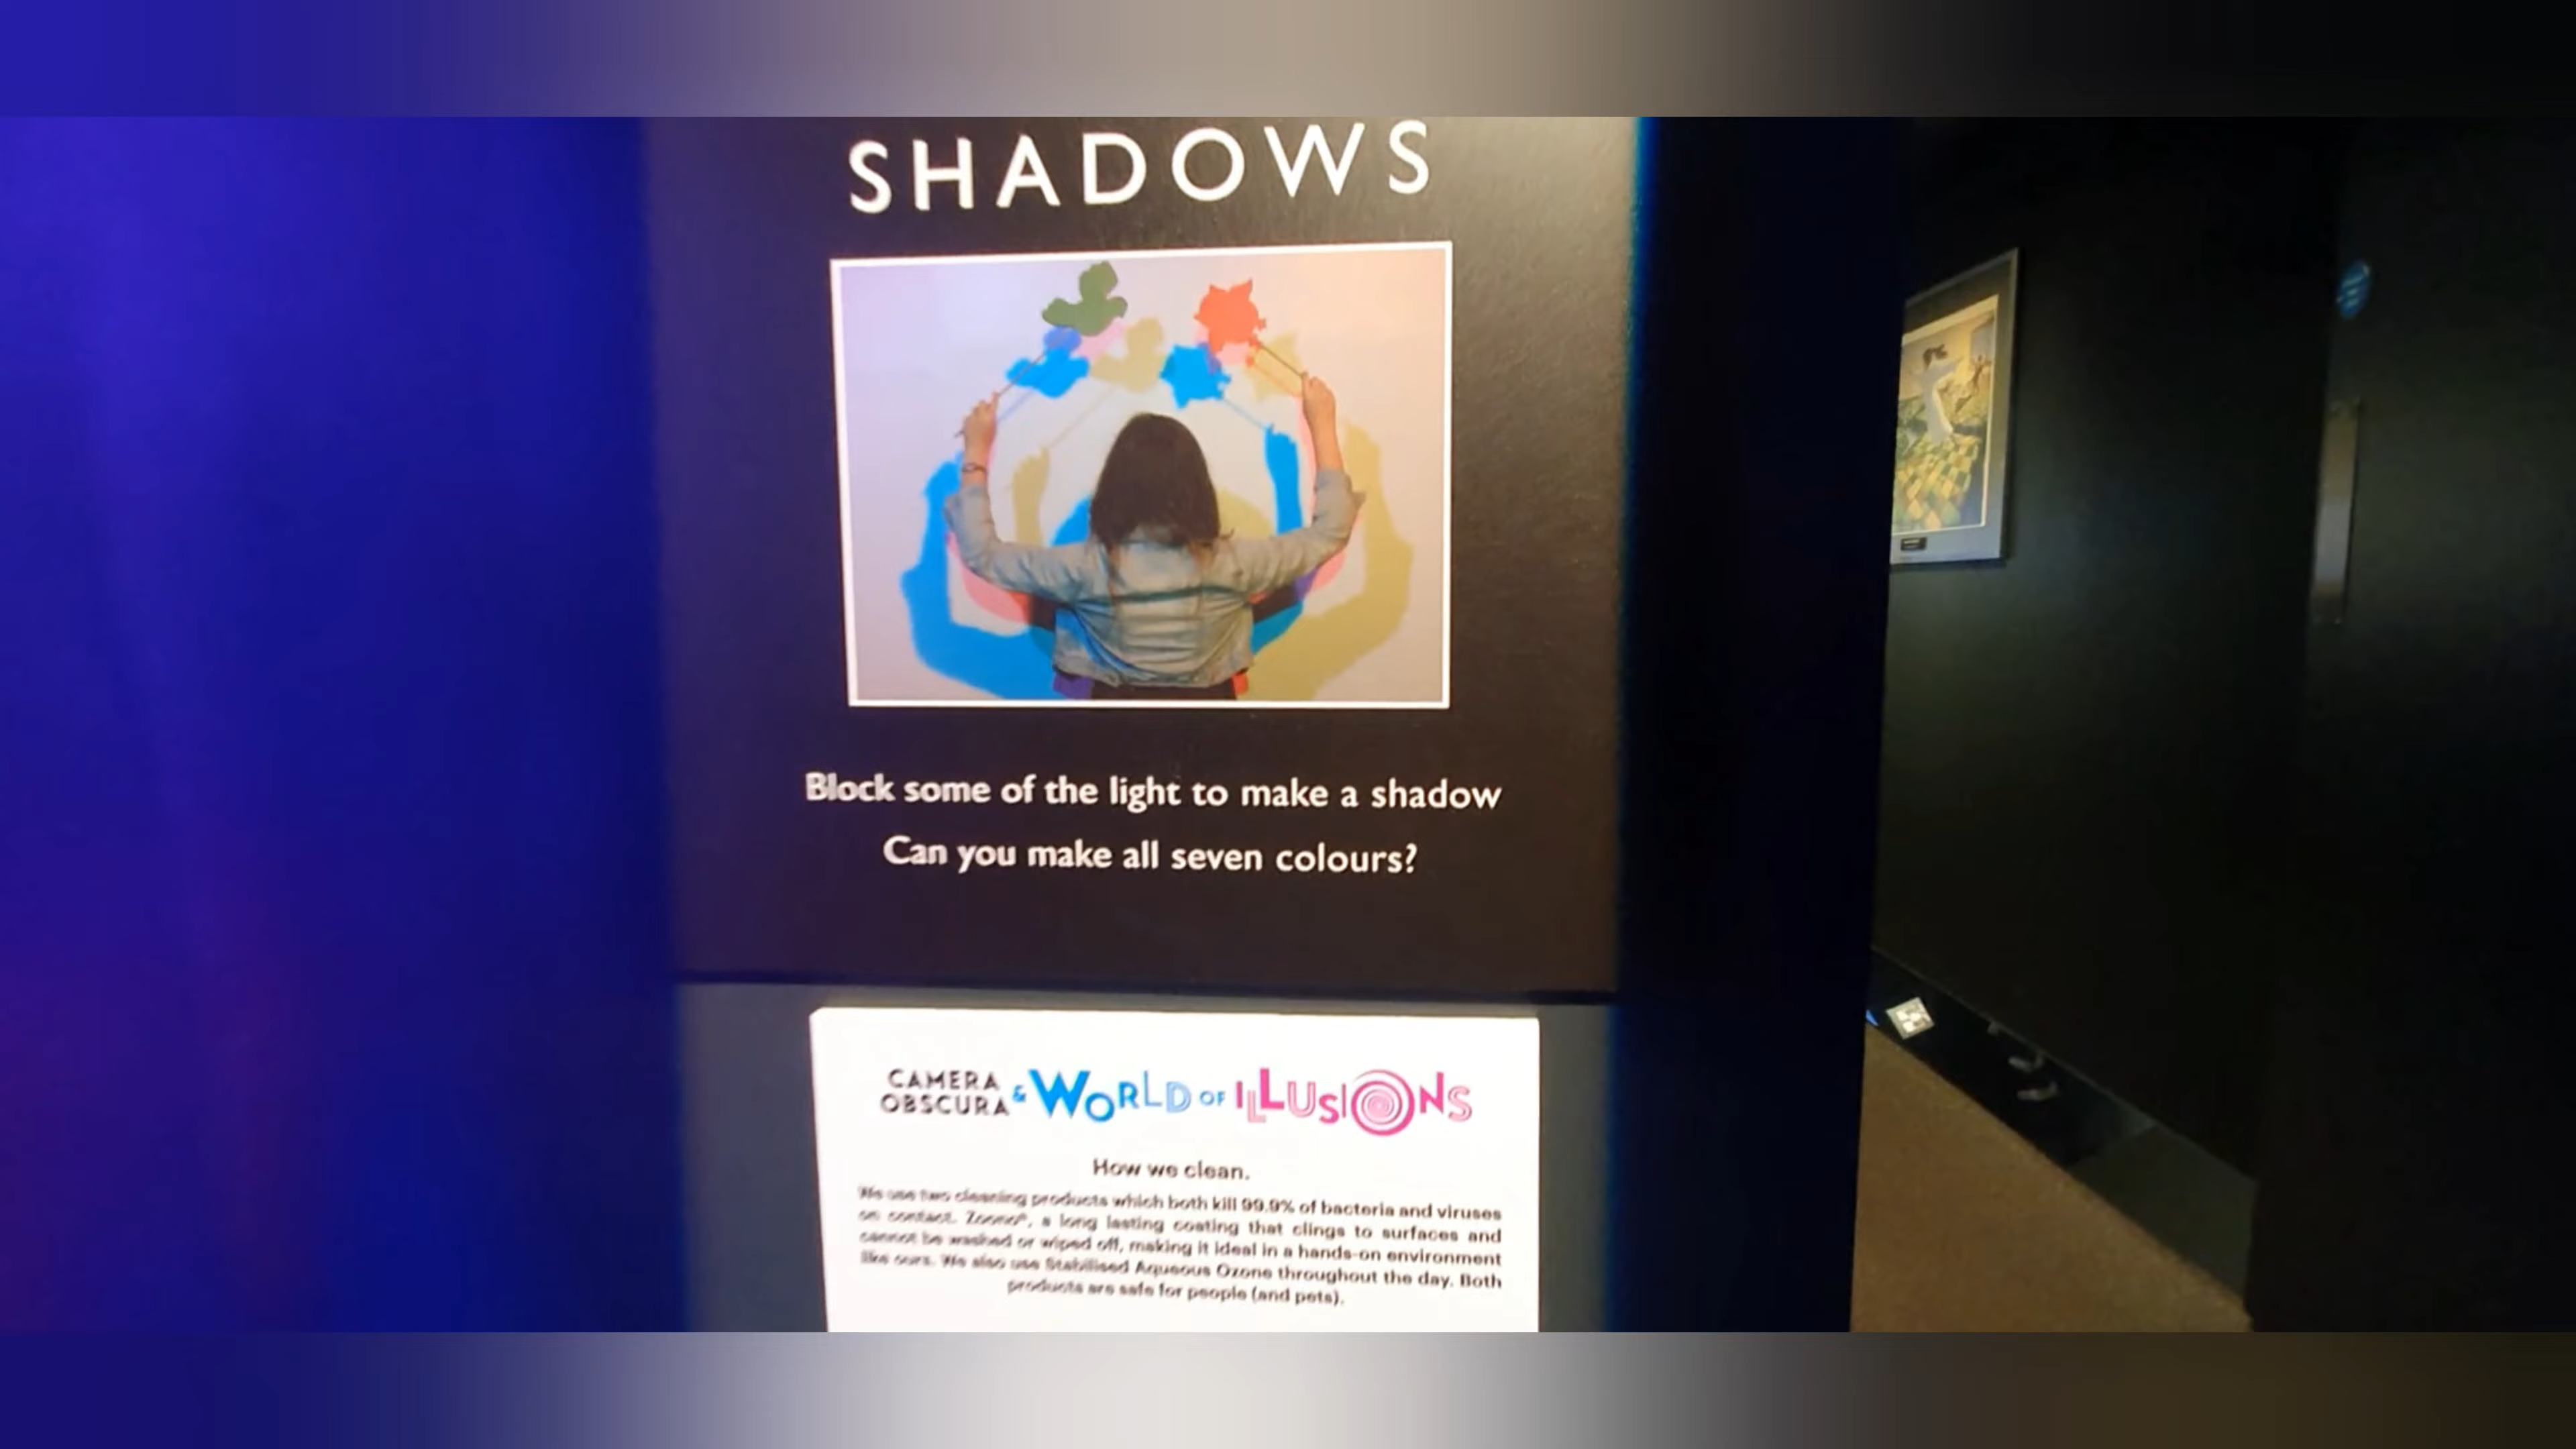 SHADOWS
Block some of the light to make a shadow
Can you make all seven colours?
CAMERA
OBSCURA
& WORLD OF ILLUSIONS
How we clean.
We use two cleaning products which both kill 99.9% of bacteria and viruses
on contact. Zoono®, a long lasting coating that clings to surfaces and
cannot be washed or wiped off, making it ideal in a hands-on environment
like ours. We also use Stabilised Aqueous Ozone throughout the day. Both
products are safe for people (and pets).